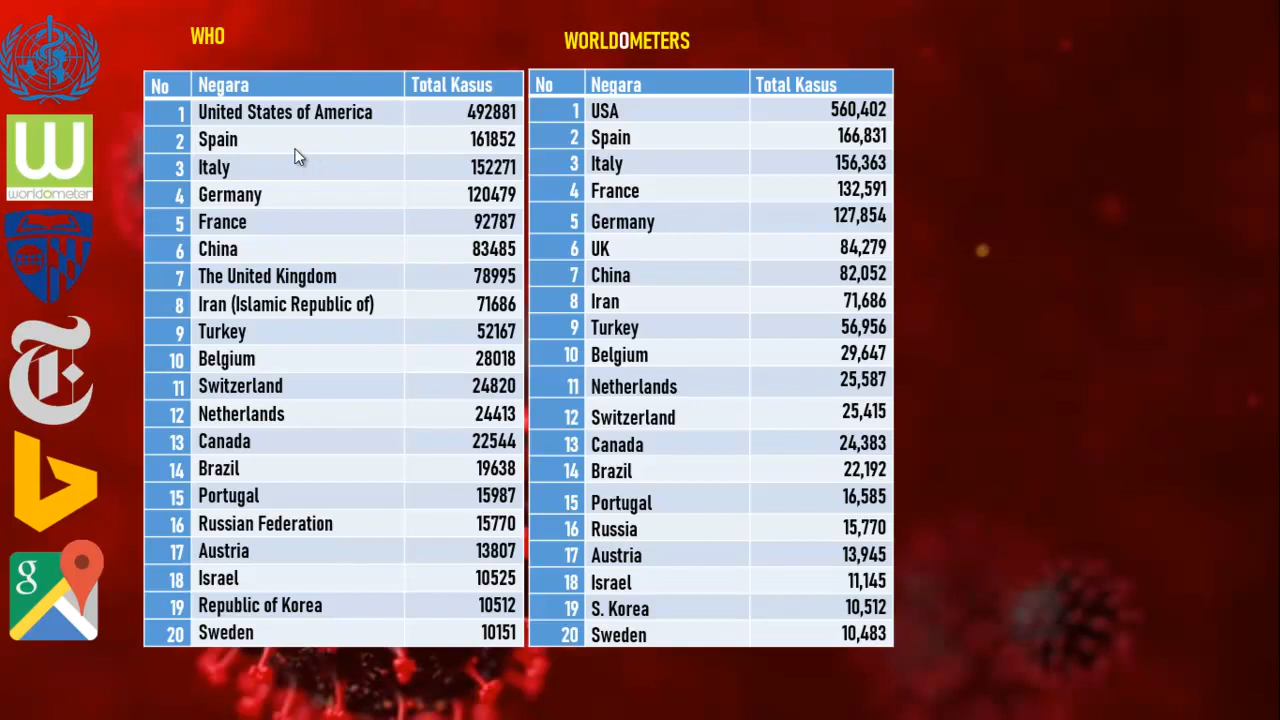 WHO
No Negara Total Kasus
1 United States of America 492881
2 Spain 161852
3 Italy 152271
4 Germany 120479
5 France 92787
6 China 83485
7 The United Kingdom 78995
8 Iran (Islamic Republic of) 71686
9 Turkey 52167
10 Belgium 28018
11 Switzerland 24820
12 Netherlands 24413
13 Canada 22544
14 Brazil 19638
15 Portugal 15987
16 Russian Federation 15770
17 Austria 13807
18 Israel 10525
19 Republic of Korea 10512
20 Sweden 10151
WORLDOMETERS
No Negara Total Kasus
1 USA 560,402
2 Spain 166,831
3 Italy 156,363
4 France 132,591
5 Germany 127,854
6 UK 84,279
7 China 82,052
8 Iran 71,686
9 Turkey 56,956
10 Belgium 29,647
11 Netherlands 25,587
12 Switzerland 25,415
13 Canada 24,383
14 Brazil 22,192
15 Portugal 16,585
16 Russia 15,770
17 Austria 13,945
18 Israel 11,145
19 S. Korea 10,512
20 Sweden 10,483
W
worldometer
T
b
g